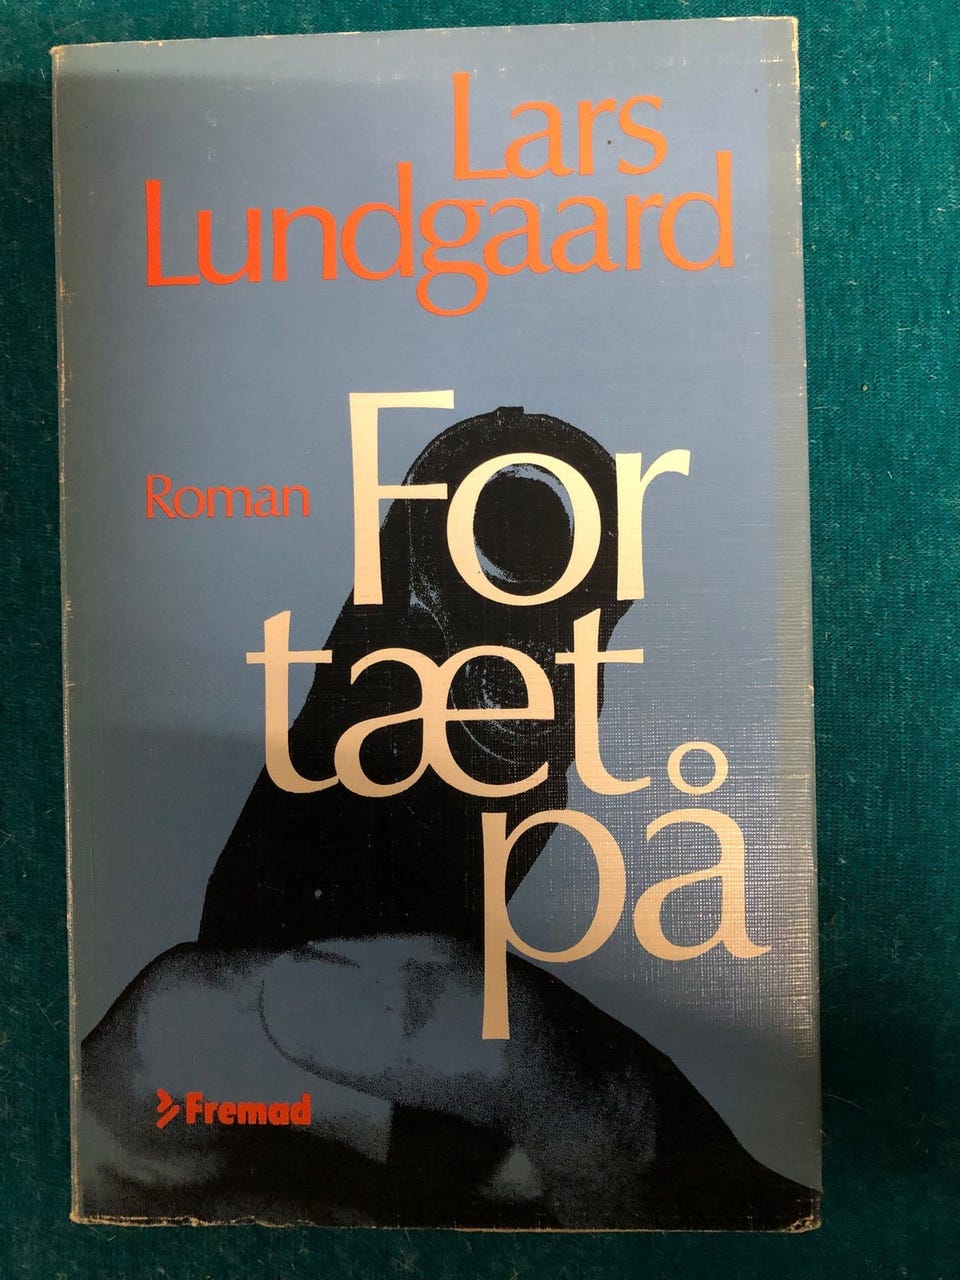 Lars
Lundgaard
Roman
For
tæt
på
Fremad